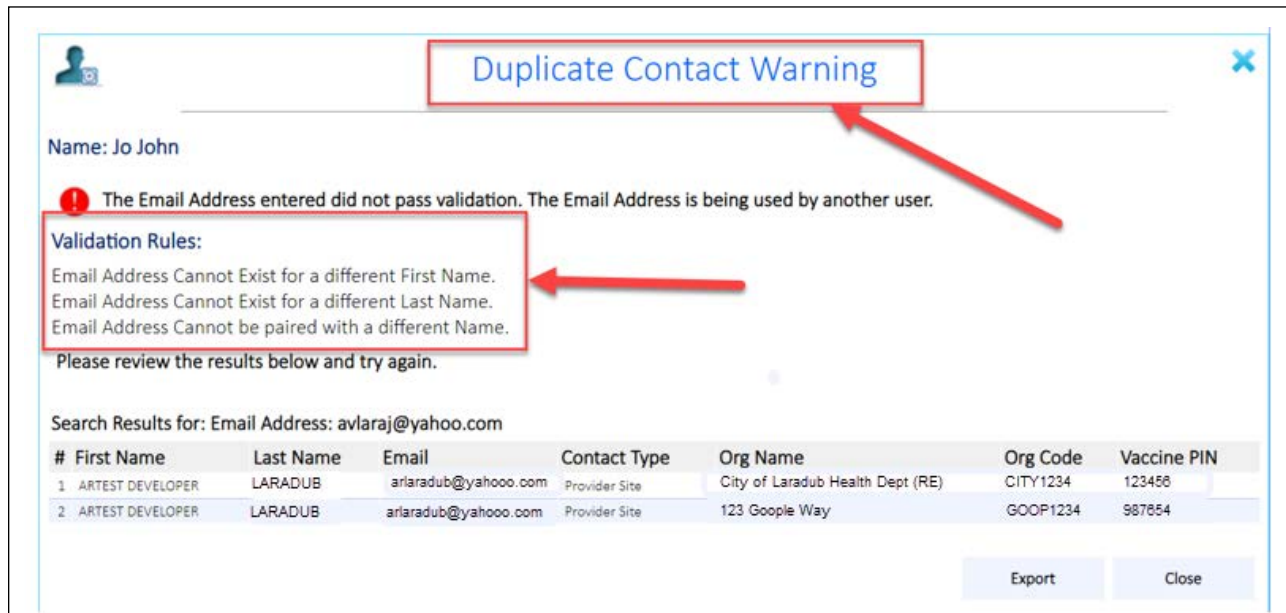 Duplicate Contact Warning
Name: Jo John
The Email Address entered did not pass validation. The Email Address is being used by another user.
Validation Rules:
Email Address Cannot Exist for a different First Name.
Email Address Cannot Exist for a different Last Name.
Email Address Cannot be paired with a different Name.
Please review the results below and try again.
Search Results for: Email Address: avlaraj@yahoo.com
# First Name Last Name Email Contact Type Org Name Org Code Vaccine PIN
1 ARTEST DEVELOPER LARADUB arlaradub@yahooo.com Provider Site City of Laradub Health Dept (RE) CITY1234 123456
2 ARTEST DEVELOPER LARADUB arlaradub@yahooo.com Provider Site 123 Goople Way GOOP1234 987654
Export Close